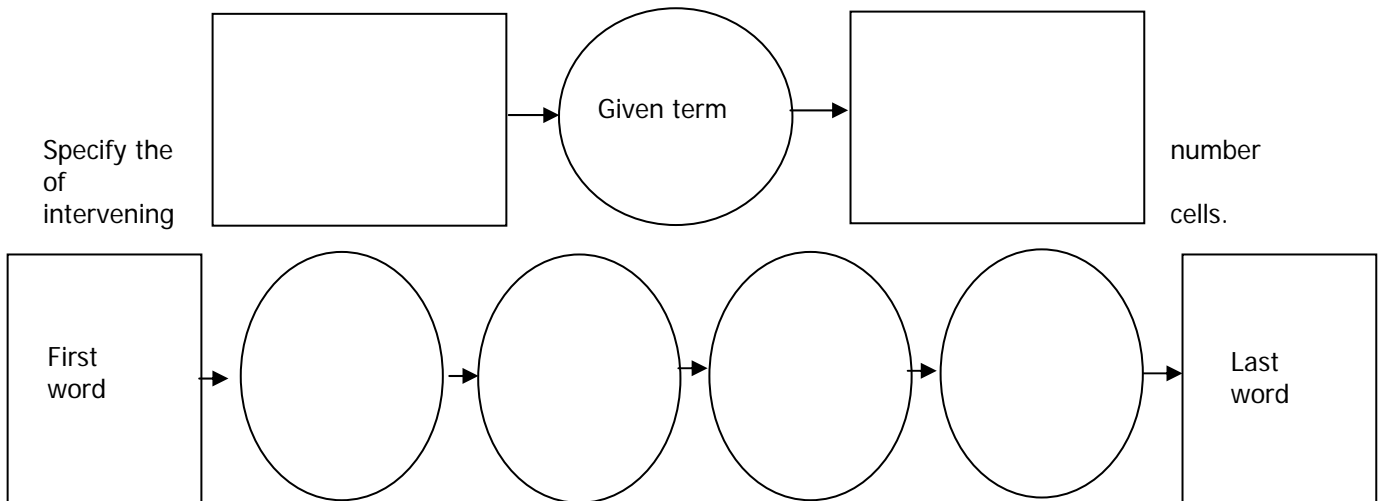 Given term
Specify the number
of
intervening cells.
First
word
Last
word